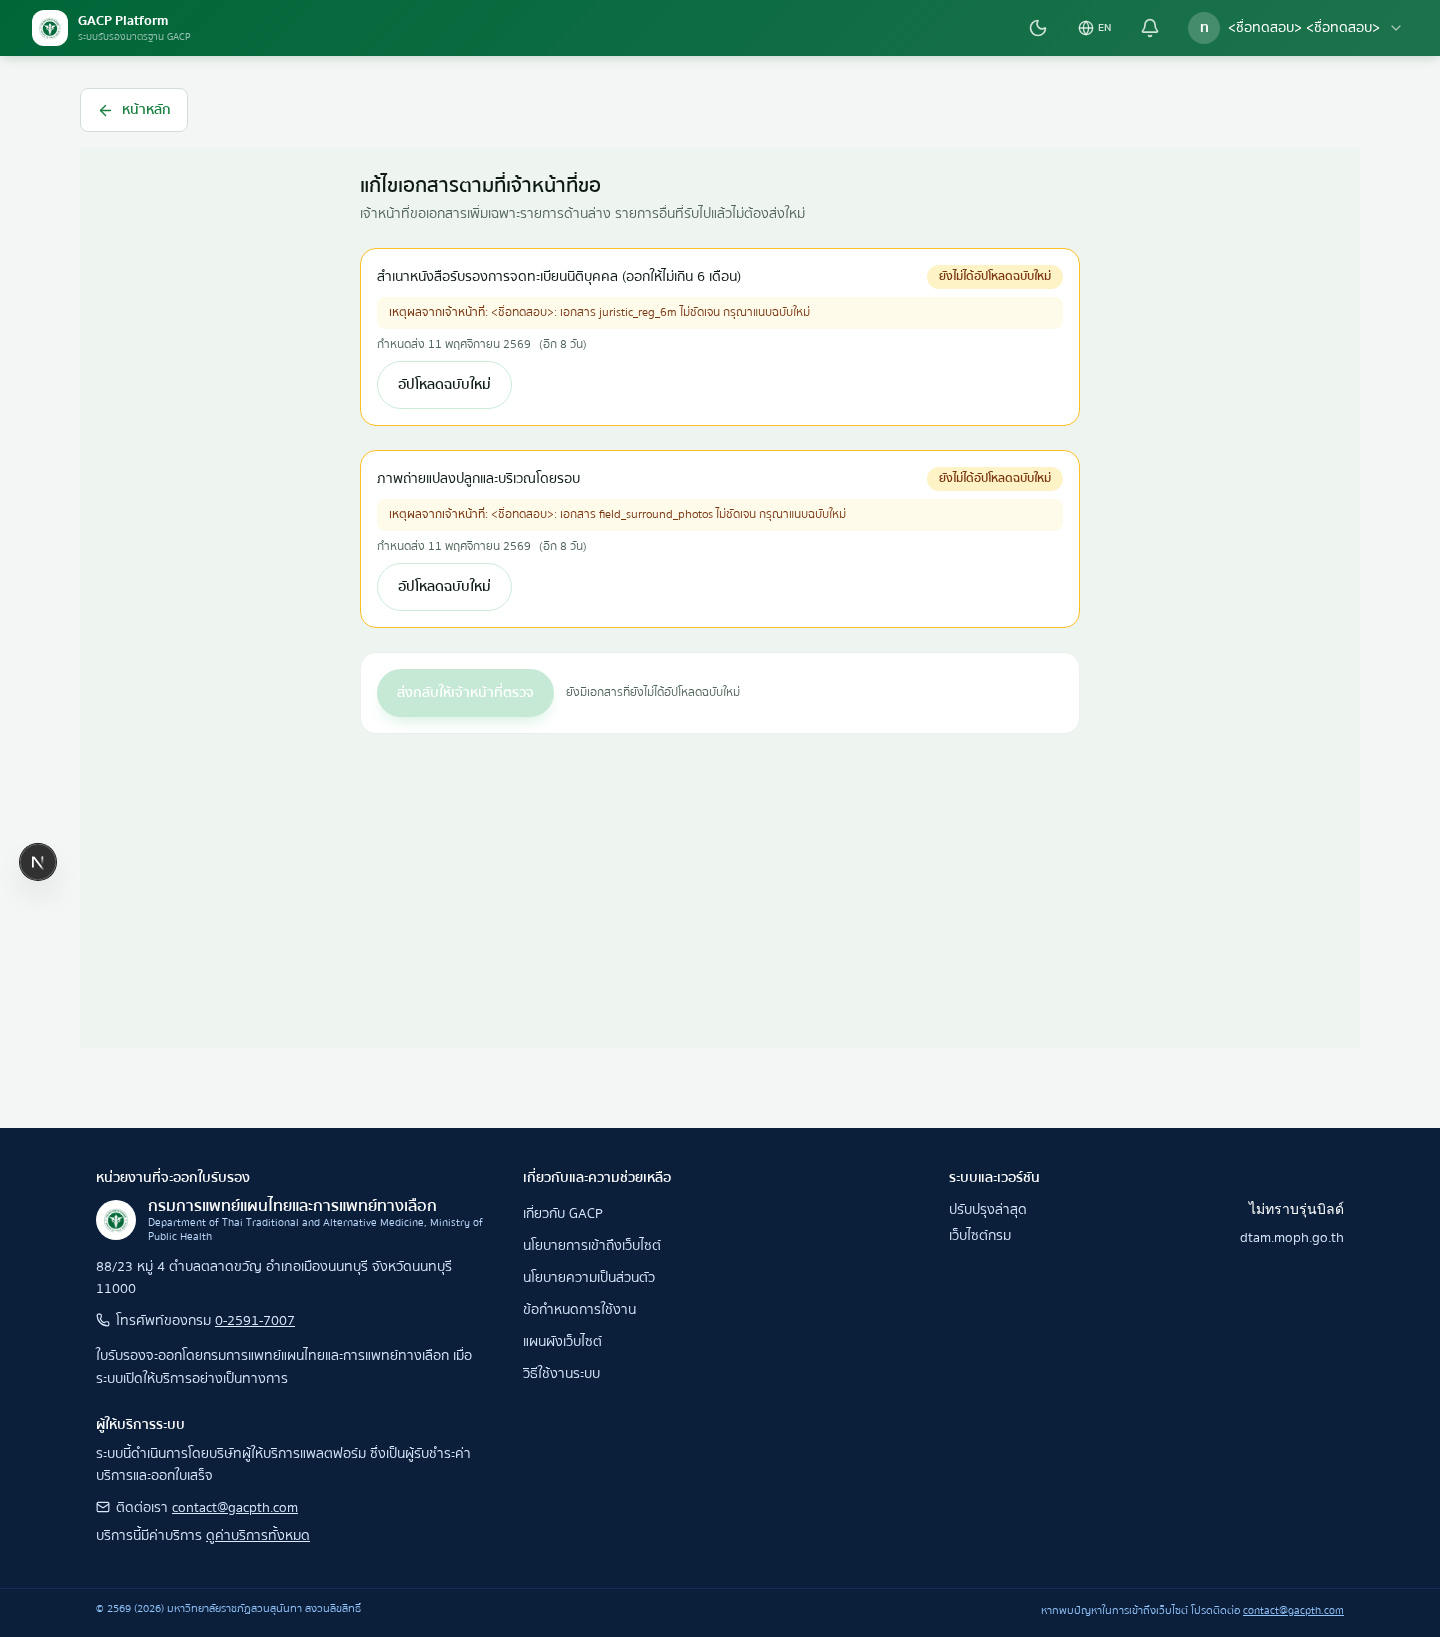 GACP Platform
ระบบรับรองมาตรฐาน GACP
EN
ท
<ชื่อทดสอบ> <ชื่อทดสอบ>
หน้าหลัก
แก้ไขเอกสารตามที่เจ้าหน้าที่ขอ
เจ้าหน้าที่ขอเอกสารเพิ่มเฉพาะรายการด้านล่าง รายการอื่นที่รับไปแล้วไม่ต้องส่งใหม่
สำเนาหนังสือรับรองการจดทะเบียนนิติบุคคล (ออกให้ไม่เกิน 6 เดือน)
ยังไม่ได้อัปโหลดฉบับใหม่
เหตุผลจากเจ้าหน้าที่: <ชื่อทดสอบ>: เอกสาร juristic_reg_6m ไม่ชัดเจน กรุณาแนบฉบับใหม่
กำหนดส่ง 11 พฤศจิกายน 2569 (อีก 8 วัน)
อัปโหลดฉบับใหม่
ภาพถ่ายแปลงปลูกและบริเวณโดยรอบ
ยังไม่ได้อัปโหลดฉบับใหม่
เหตุผลจากเจ้าหน้าที่: <ชื่อทดสอบ>: เอกสาร field_surround_photos ไม่ชัดเจน กรุณาแนบฉบับใหม่
กำหนดส่ง 11 พฤศจิกายน 2569 (อีก 8 วัน)
อัปโหลดฉบับใหม่
ส่งกลับให้เจ้าหน้าที่ตรวจ
ยังมีเอกสารที่ยังไม่ได้อัปโหลดฉบับใหม่
N
หน่วยงานที่จะออกใบรับรอง
กรมการแพทย์แผนไทยและการแพทย์ทางเลือก
Department of Thai Traditional and Alternative Medicine, Ministry of
Public Health
88/23 หมู่ 4 ตำบลตลาดขวัญ อำเภอเมืองนนทบุรี จังหวัดนนทบุรี
11000
โทรศัพท์ของกรม 0-2591-7007
ใบรับรองจะออกโดยกรมการแพทย์แผนไทยและการแพทย์ทางเลือก เมื่อ
ระบบเปิดให้บริการอย่างเป็นทางการ
ผู้ให้บริการระบบ
ระบบนี้ดำเนินการโดยบริษัทผู้ให้บริการแพลตฟอร์ม ซึ่งเป็นผู้รับชำระค่า
บริการและออกใบเสร็จ
ติดต่อเรา contact@gacpth.com
บริการนี้มีค่าบริการ ดูค่าบริการทั้งหมด
เกี่ยวกับและความช่วยเหลือ
เกี่ยวกับ GACP
นโยบายการเข้าถึงเว็บไซต์
นโยบายความเป็นส่วนตัว
ข้อกำหนดการใช้งาน
แผนผังเว็บไซต์
วิธีใช้งานระบบ
ระบบและเวอร์ชัน
ปรับปรุงล่าสุด
ไม่ทราบรุ่นบิลด์
เว็บไซต์กรม
dtam.moph.go.th
© 2569 (2026) มหาวิทยาลัยราชภัฏสวนสุนันทา สงวนลิขสิทธิ์
หากพบปัญหาในการเข้าถึงเว็บไซต์ โปรดติดต่อ contact@gacpth.com